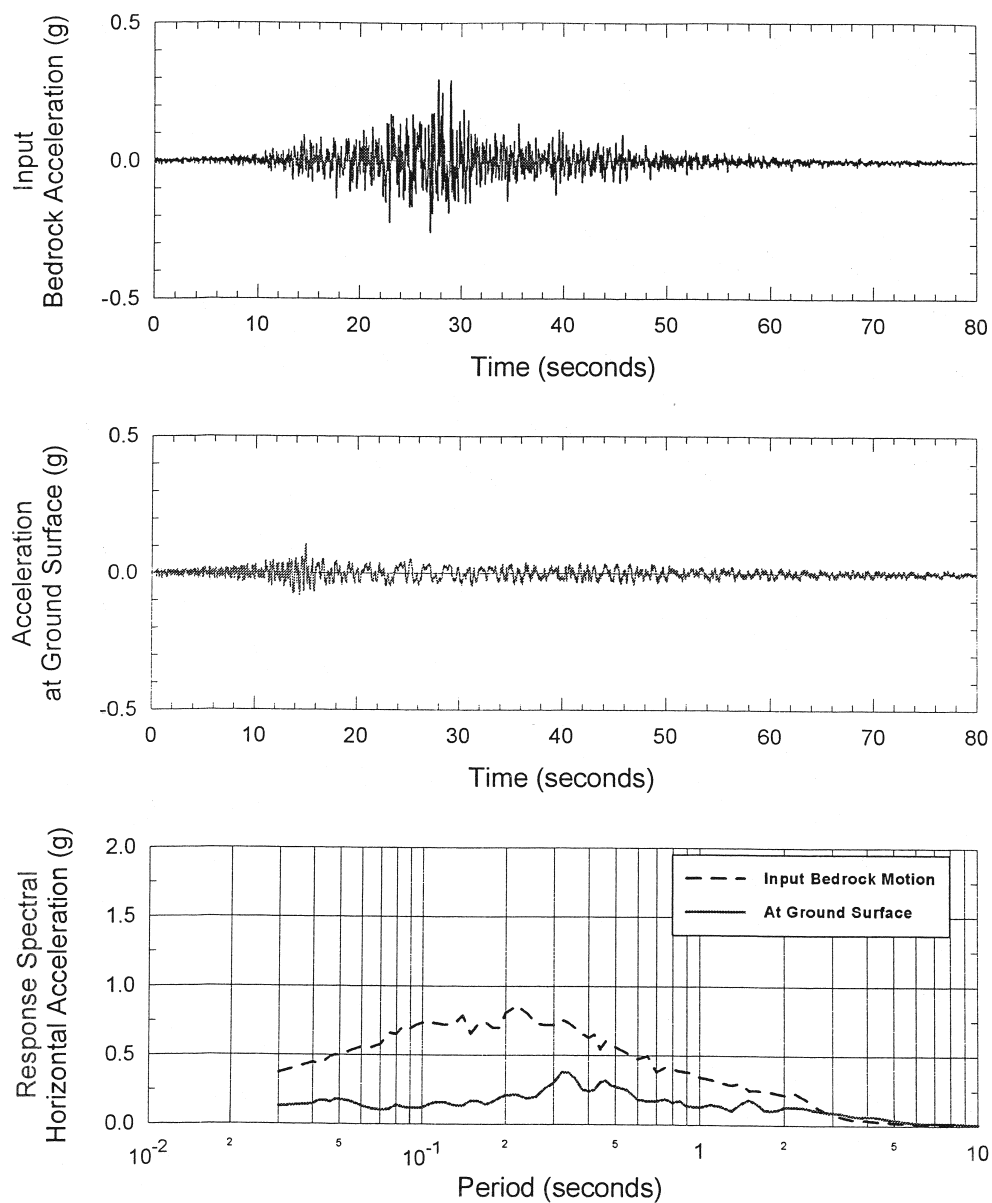 Input
Bedrock Acceleration (g)
0.5
0.0
-0.5
0 10 20 30 40 50 60 70 80
Time (seconds)
Acceleration
at Ground Surface (g)
0.5
0.0
-0.5
0 10 20 30 40 50 60 70 80
Time (seconds)
Response Spectral
Horizontal Acceleration (g)
2.0
1.5
1.0
0.5
0.0
Input Bedrock Motion
At Ground Surface
10-2 2 5 10-1 2 5 1 2 5 10
Period (seconds)